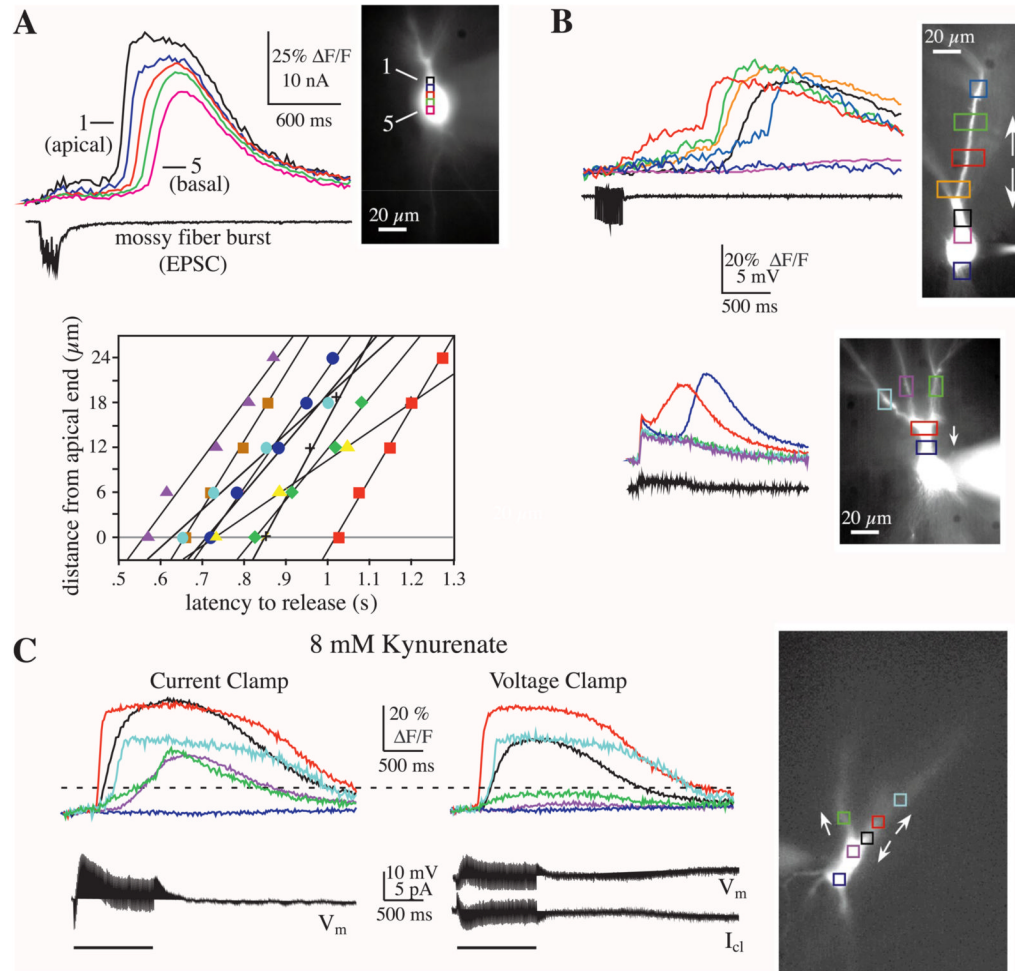 A
25% ΔF/F
10 nA
600 ms
1
(apical)
5
(basal)
mossy fiber burst
(EPSC)
1
5
20 µm
B
20 µm
20% ΔF/F
5 mV
500 ms
20 µm
distance from apical end (µm)
24
18
12
6
0
.5 .6 .7 .8 .9 1 1.1 1.2 1.3
latency to release (s)
C
8 mM Kynurenate
Current Clamp
Voltage Clamp
20 %
ΔF/F
500 ms
10 mV
5 pA
500 ms
Vm
Vm
Icl